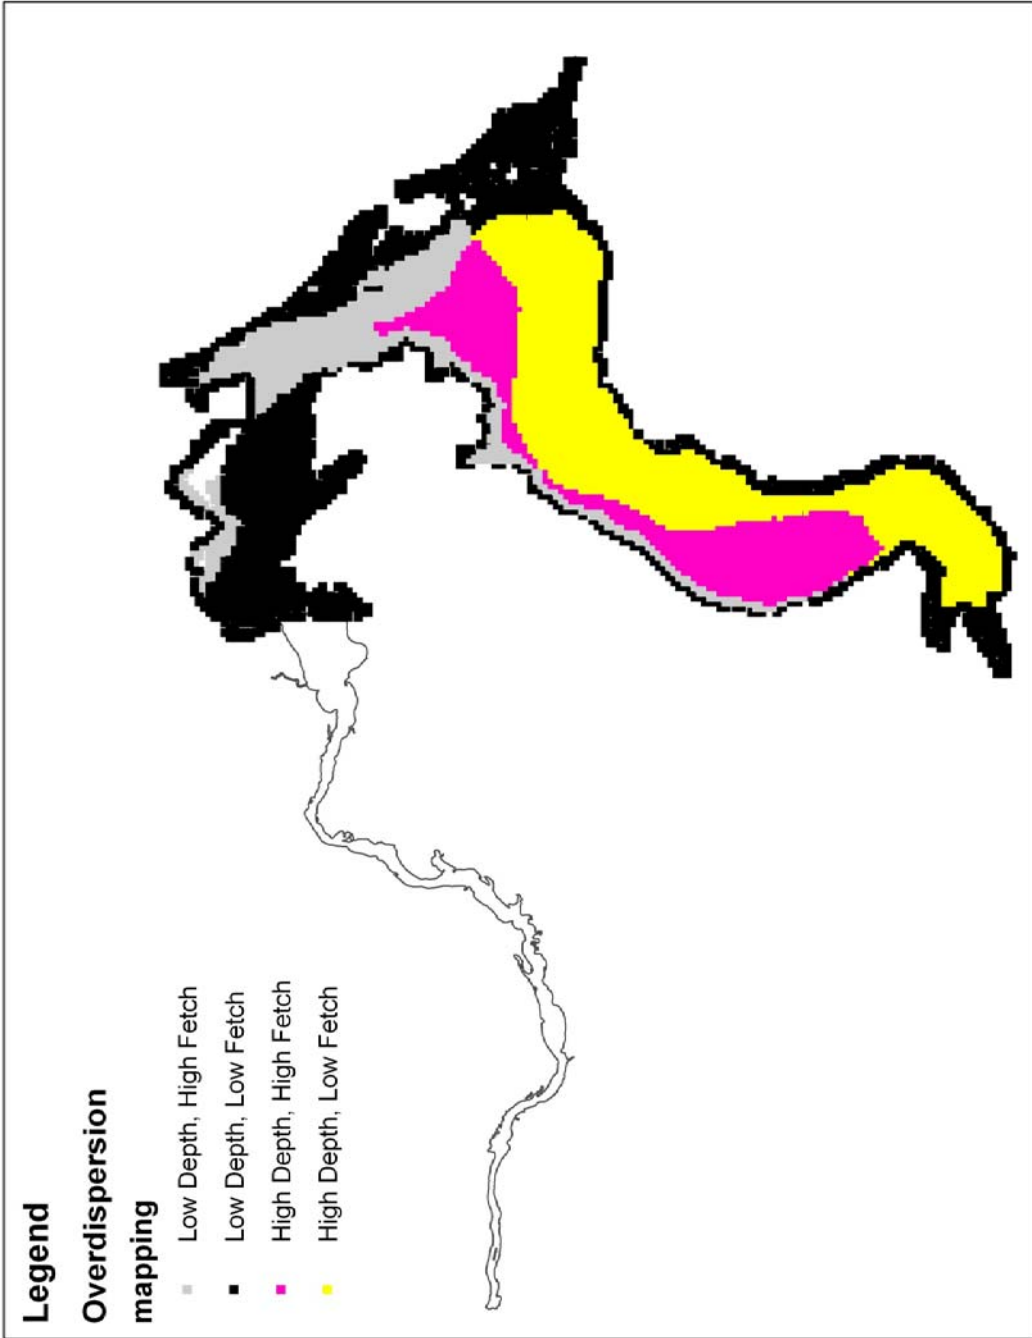 Legend
Overdispersion
mapping
Low Depth, High Fetch
Low Depth, Low Fetch
High Depth, High Fetch
High Depth, Low Fetch